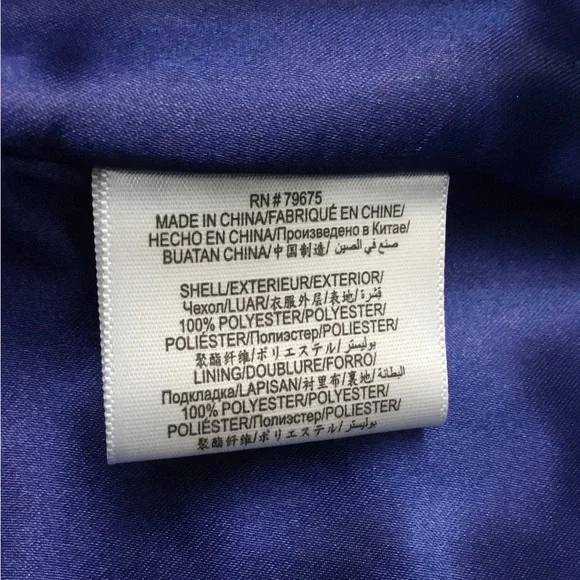 RN # 79675
MADE IN CHINA/FABRIQUÉ EN CHINE/
HECHO EN CHINA/Произведено в Китае/
BUATAN CHINA/中国制造/ صنع في الصين/
SHELL/EXTERIEUR/EXTERIOR/
Чехол/LUAR/衣服外层/表地/قشرة/
100% POLYESTER/POLYESTER/
POLIÉSTER/Полиэстер/POLIESTER/
聚酯纤维/ポリエステル/بوليستر/
LINING/DOUBLURE/FORRO/
Подкладка/LAPISAN/衬里布/裏地/البطانة/
100% POLYESTER/POLYESTER/
POLIÉSTER/Полиэстер/POLIESTER/
聚酯纤维/ポリエステル/بوليستر/